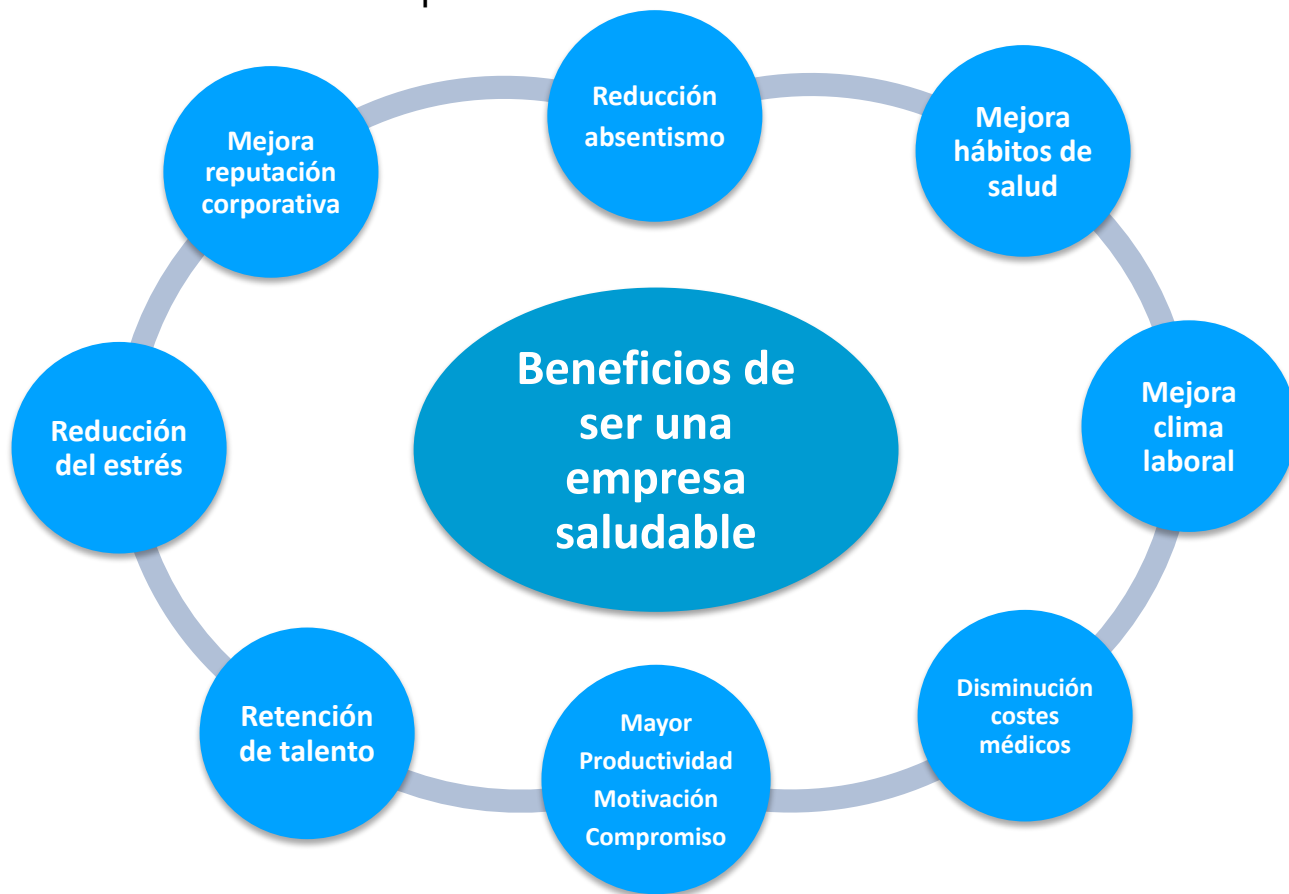 Reducción
absentismo
Mejora
hábitos de
salud
Mejora
clima
laboral
Disminución
costes
médicos
Mayor
Productividad
Motivación
Compromiso
Retención
de talento
Reducción
del estrés
Mejora
reputación
corporativa
Beneficios de
ser una
empresa
saludable